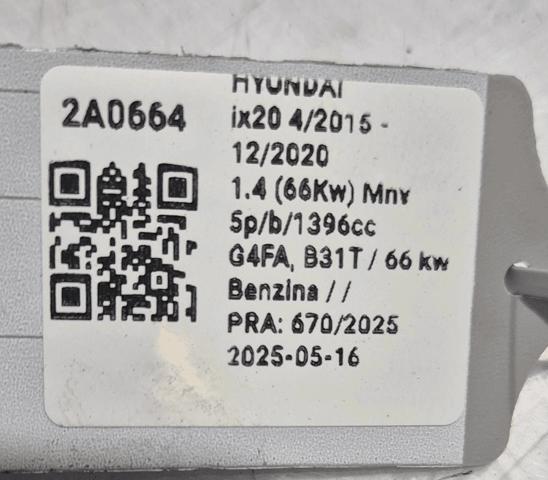 2A0664
HYUNDAI
ix20 4/2015 -
12/2020
1.4 (66Kw) Mnv
5p/b/1396cc
G4FA, B31T / 66 kw
Benzina / /
PRA: 670/2025
2025-05-16